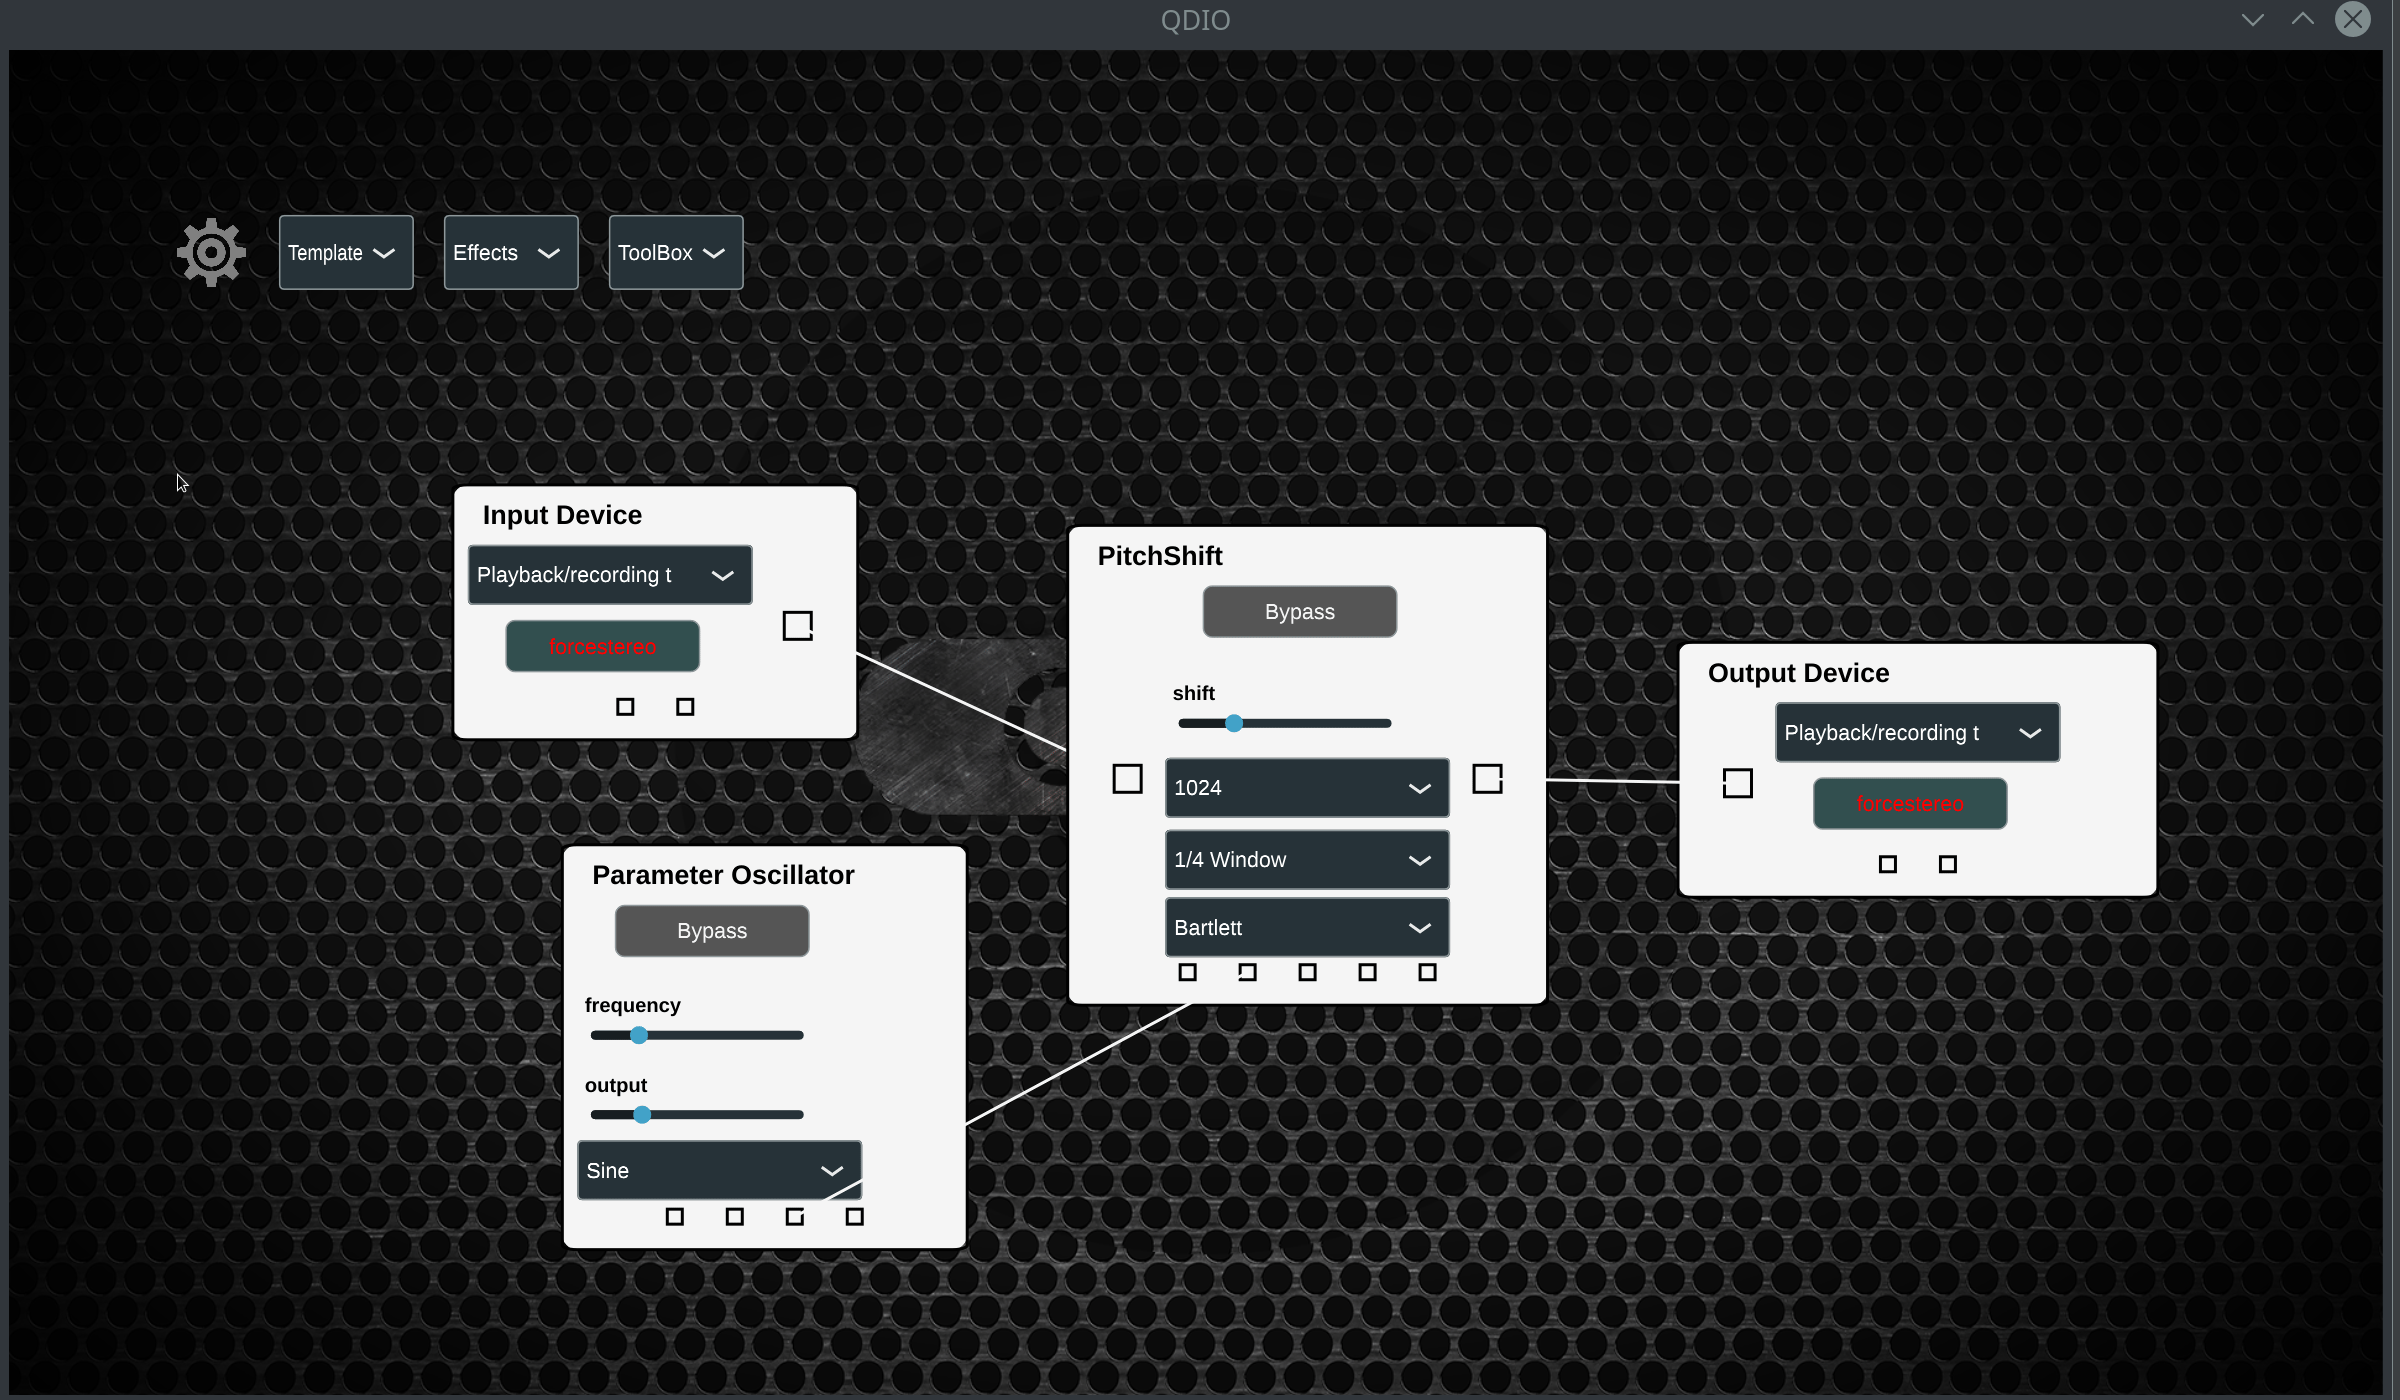 QDIO
Template
Effects
ToolBox
Input Device
Playback/recording t
forcestereo
PitchShift
Bypass
shift
1024
1/4 Window
Bartlett
Output Device
Playback/recording t
forcestereo
Parameter Oscillator
Bypass
frequency
output
Sine